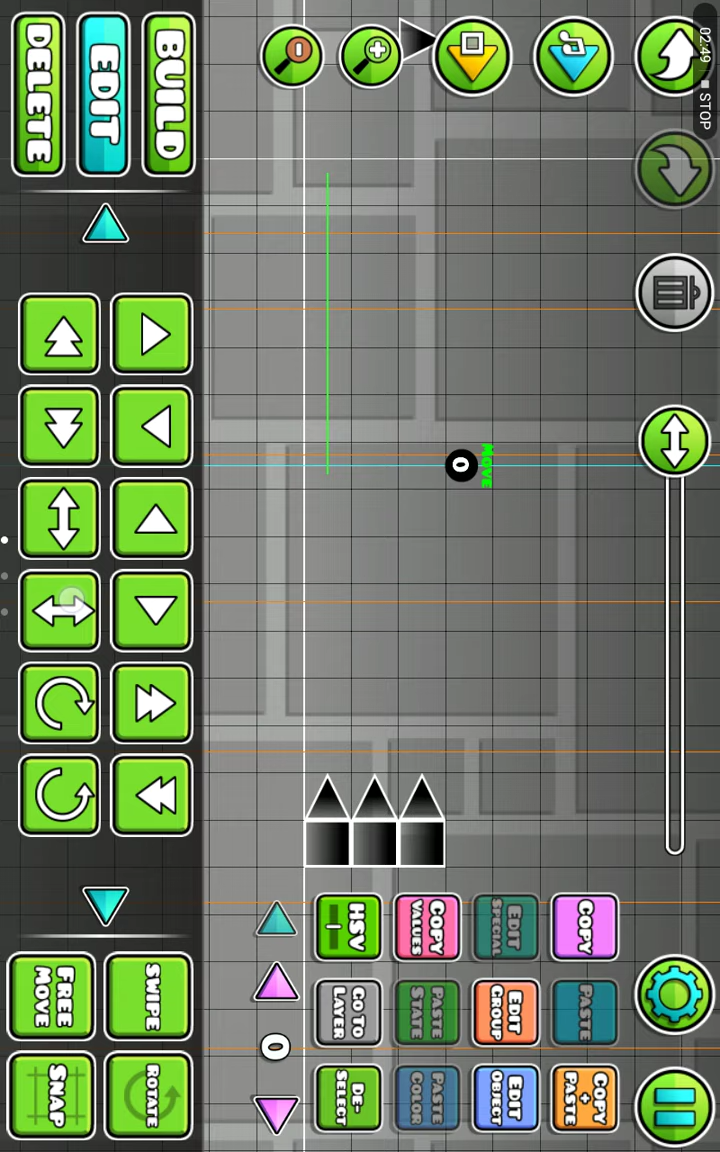 02:49 STOP
BUILD
EDIT
DELETE
MOVE
0
HSV
COPY
VALUES
EDIT
SPECIAL
COPY
GO TO
LAYER
PASTE
STATE
EDIT
GROUP
PASTE
DE-
SELECT
PASTE
COLOR
EDIT
OBJECT
COPY
+
PASTE
0
SWIPE
FREE
MOVE
ROTATE
SNAP